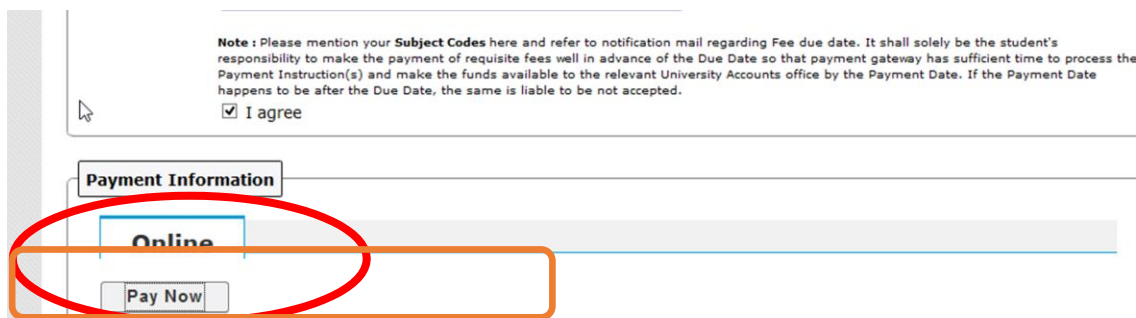 Note : Please mention your Subject Codes here and refer to notification mail regarding Fee due date. It shall solely be the student's
responsibility to make the payment of requisite fees well in advance of the Due Date so that payment gateway has sufficient time to process the
Payment Instruction(s) and make the funds available to the relevant University Accounts office by the Payment Date. If the Payment Date
happens to be after the Due Date, the same is liable to be not accepted.
I agree
Payment Information
Online
Pay Now